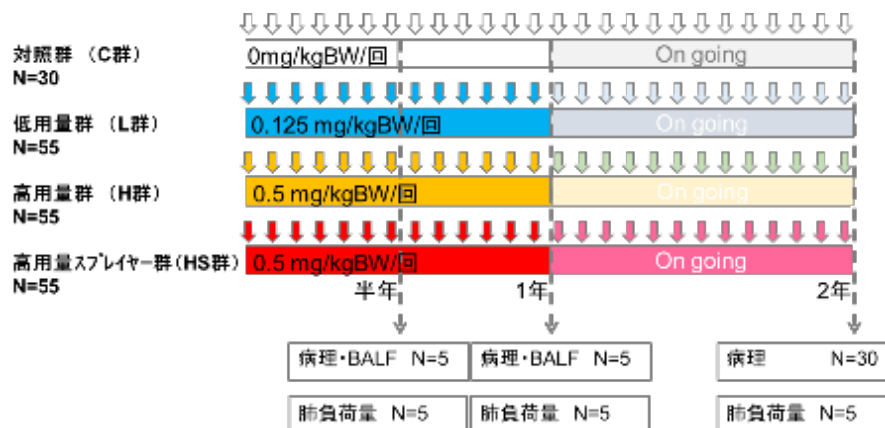 対照群 (C群)
N=30
0mg/kgBW/回
On going
低用量群 (L群)
N=55
0.125 mg/kgBW/回
On going
高用量群 (H群)
N=55
0.5 mg/kgBW/回
On going
高用量スプレイヤー群(HS群)
N=55
0.5 mg/kgBW/回
On going
半年 1年 2年
病理・BALF N=5 病理・BALF N=5 病理 N=30
肺負荷量 N=5 肺負荷量 N=5 肺負荷量 N=5